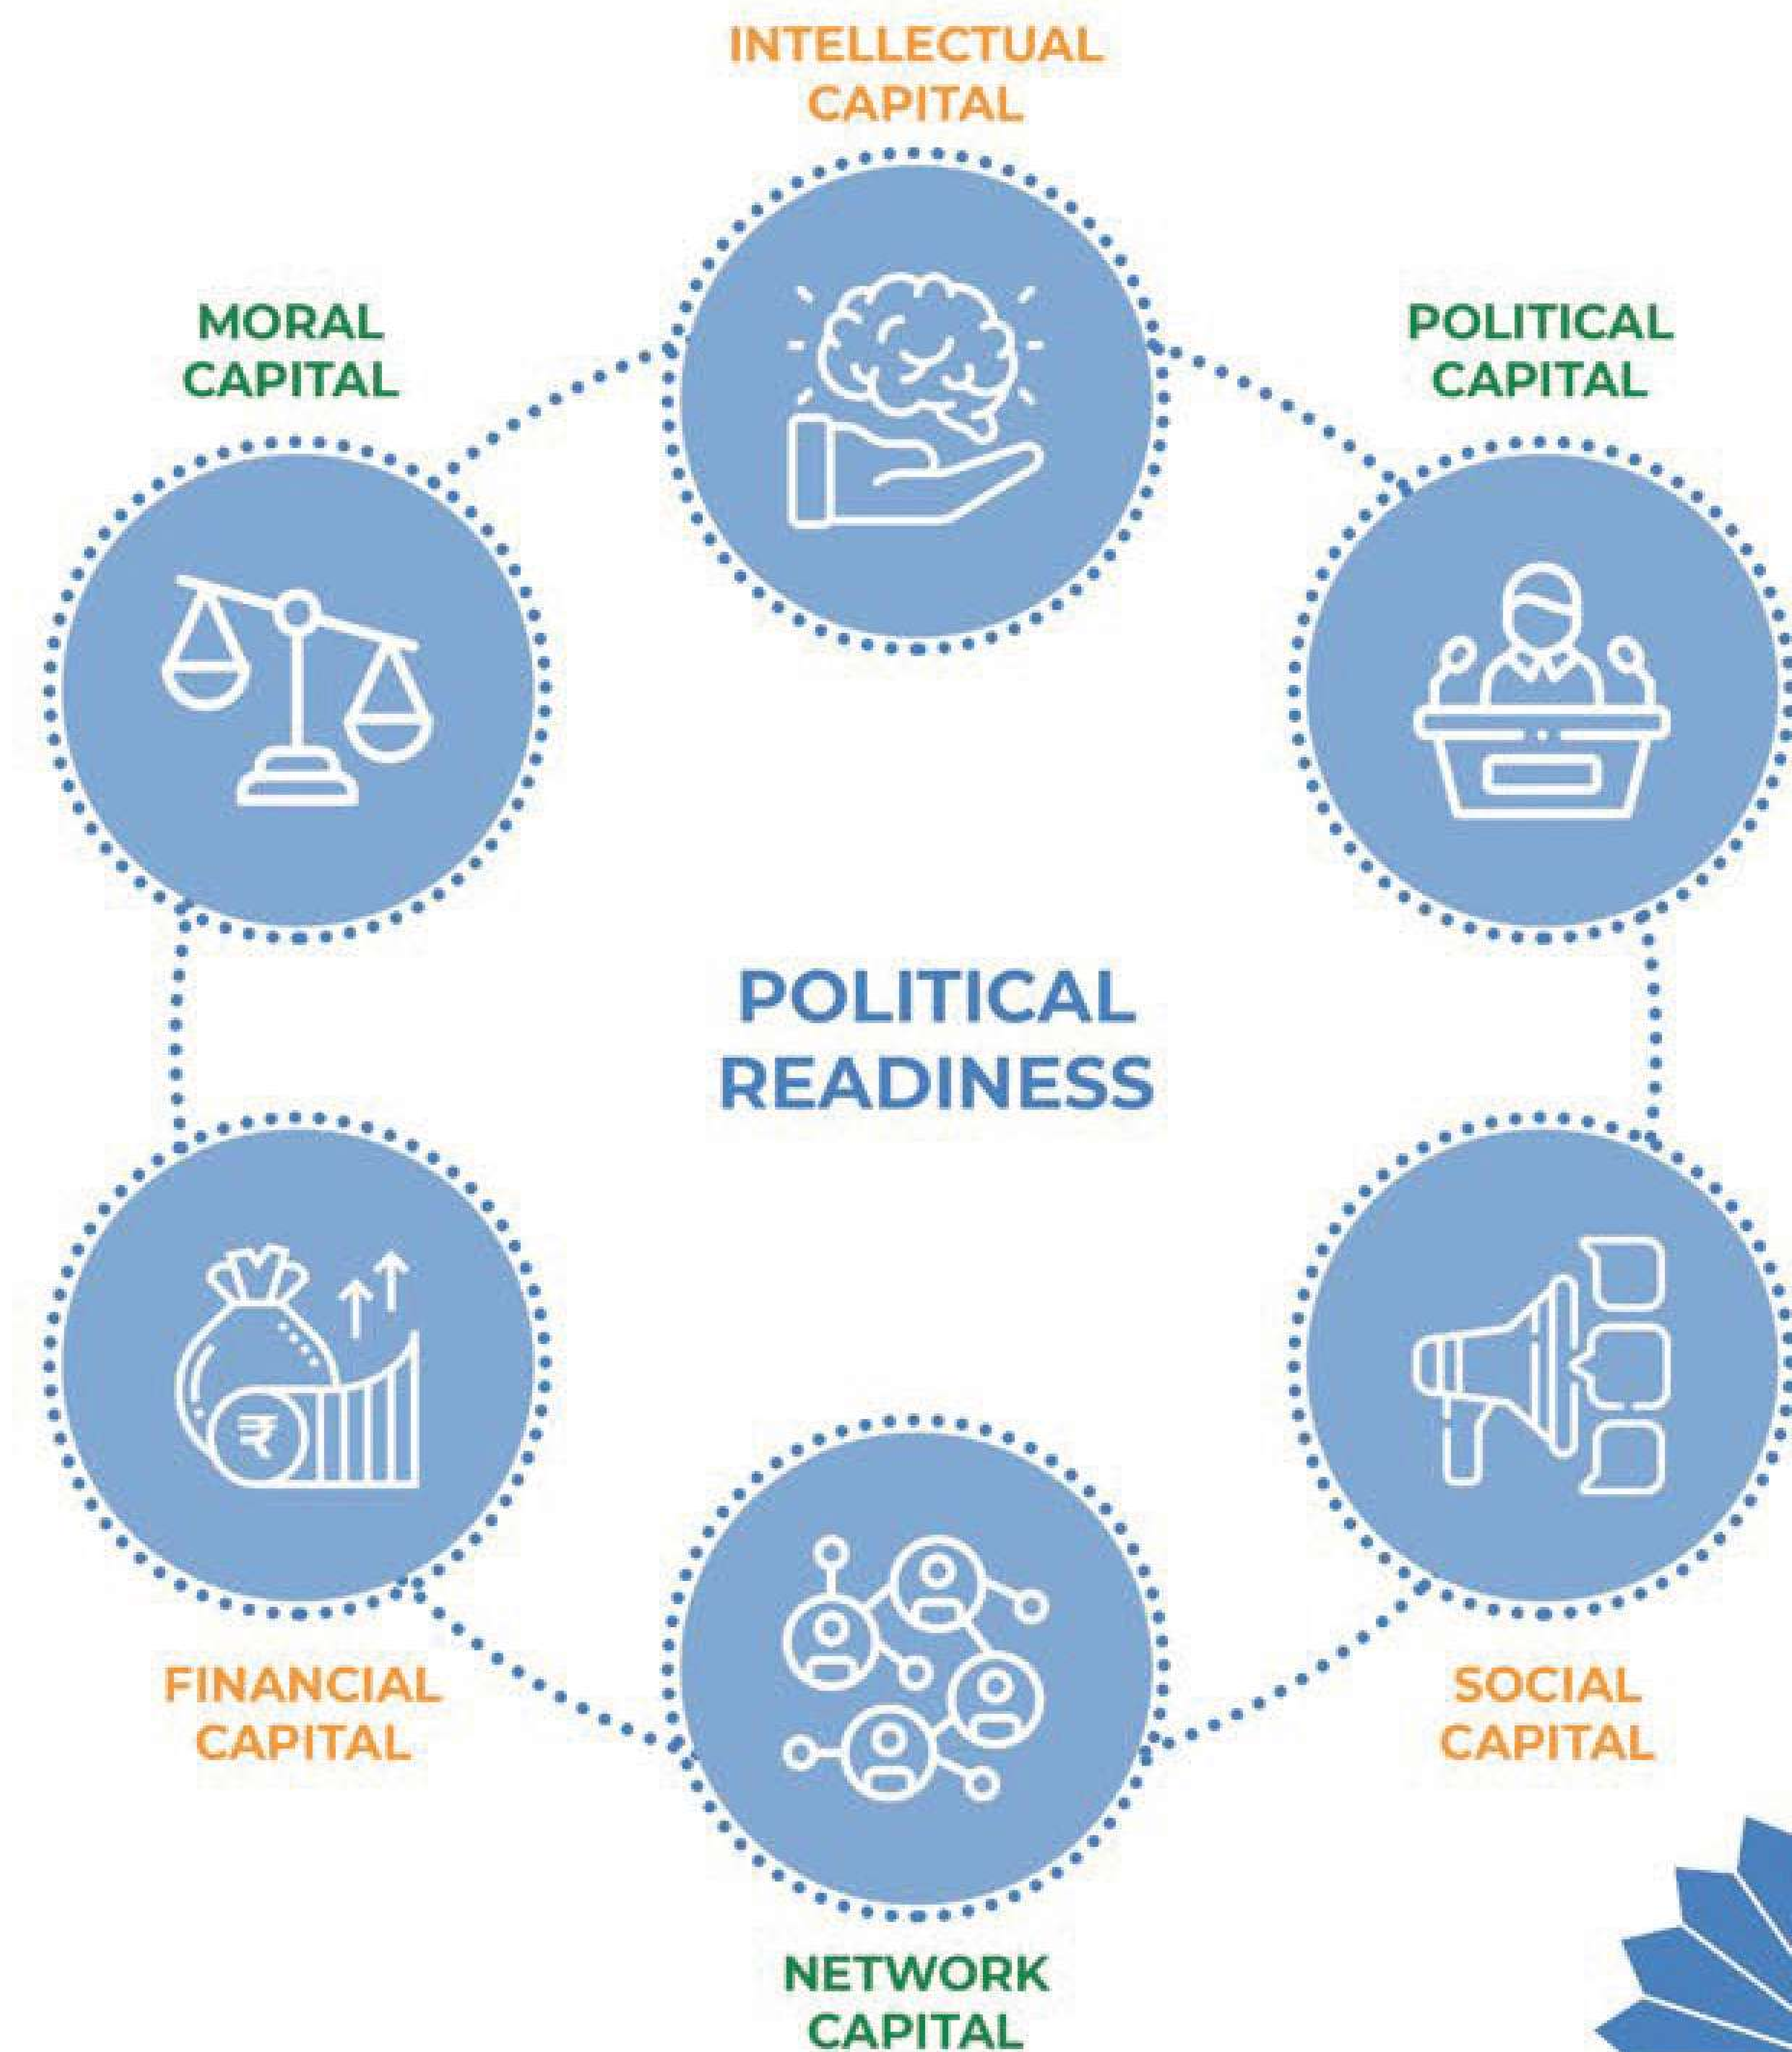 INTELLECTUAL
CAPITAL
MORAL
CAPITAL
POLITICAL
CAPITAL
POLITICAL
READINESS
₹
FINANCIAL
CAPITAL
SOCIAL
CAPITAL
NETWORK
CAPITAL